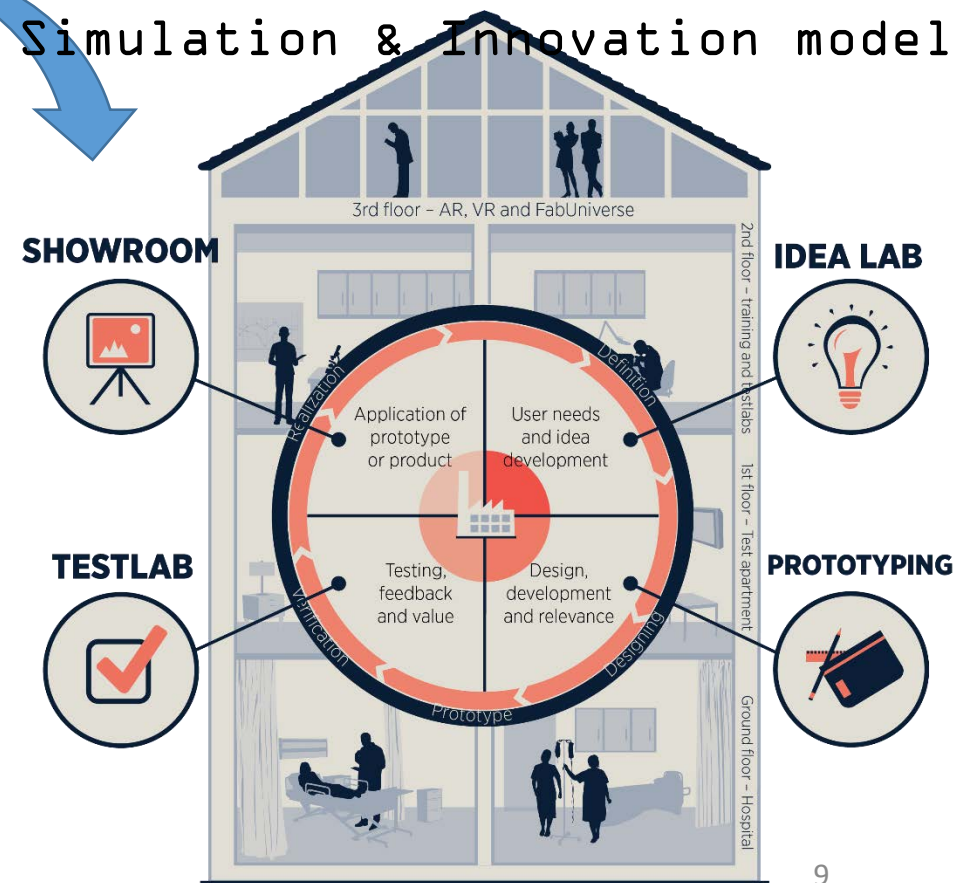 Simulation & Innovation model
3rd floor – AR, VR and FabUniverse
SHOWROOM
IDEA LAB
2nd floor – training and testlabs
Realization
Definition
Application of
prototype
or product
User needs
and idea
development
1st floor – Test apartment
TESTLAB
PROTOTYPING
Testing,
feedback
and value
Design,
development
and relevance
Verification
Designing
Prototype
Ground floor – Hospital
9